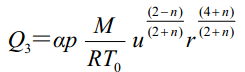 Q₃=αp M/RT₀ u^((2-n)/(2+n)) r^((4+n)/(2+n))